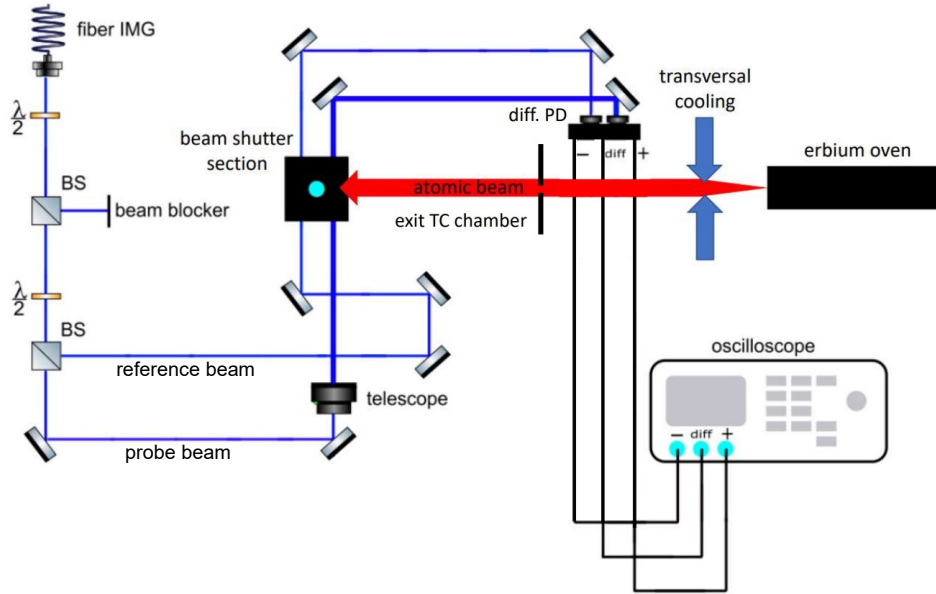 fiber IMG
λ
2
BS
beam blocker
λ
2
BS
reference beam
probe beam
telescope
beam shutter
section
diff. PD
− diff +
atomic beam
exit TC chamber
transversal
cooling
erbium oven
oscilloscope
− diff +